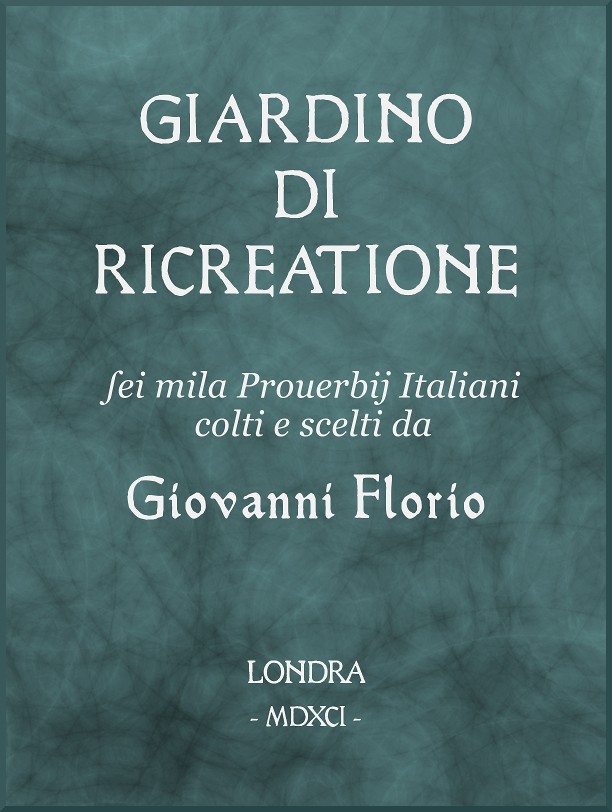 GIARDINO
DI
RICREATIONE
ſei mila Prouerbij Italiani
colti e scelti da
Giovanni Florio
LONDRA
- MDXCI -